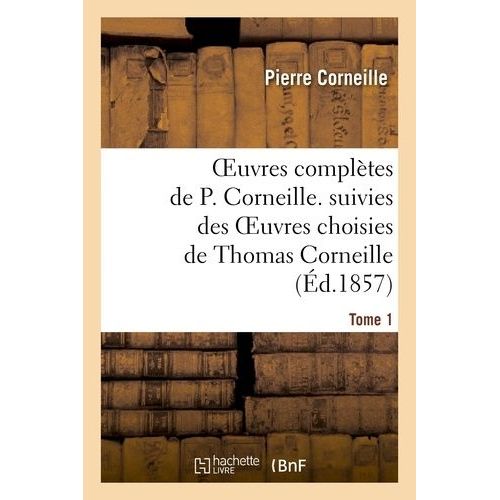 Pierre Corneille
Œuvres complètes
de P. Corneille. suivies
des Œuvres choisies
de Thomas Corneille
(Éd.1857)
Tome 1
hachette
LIVRE
{BnF